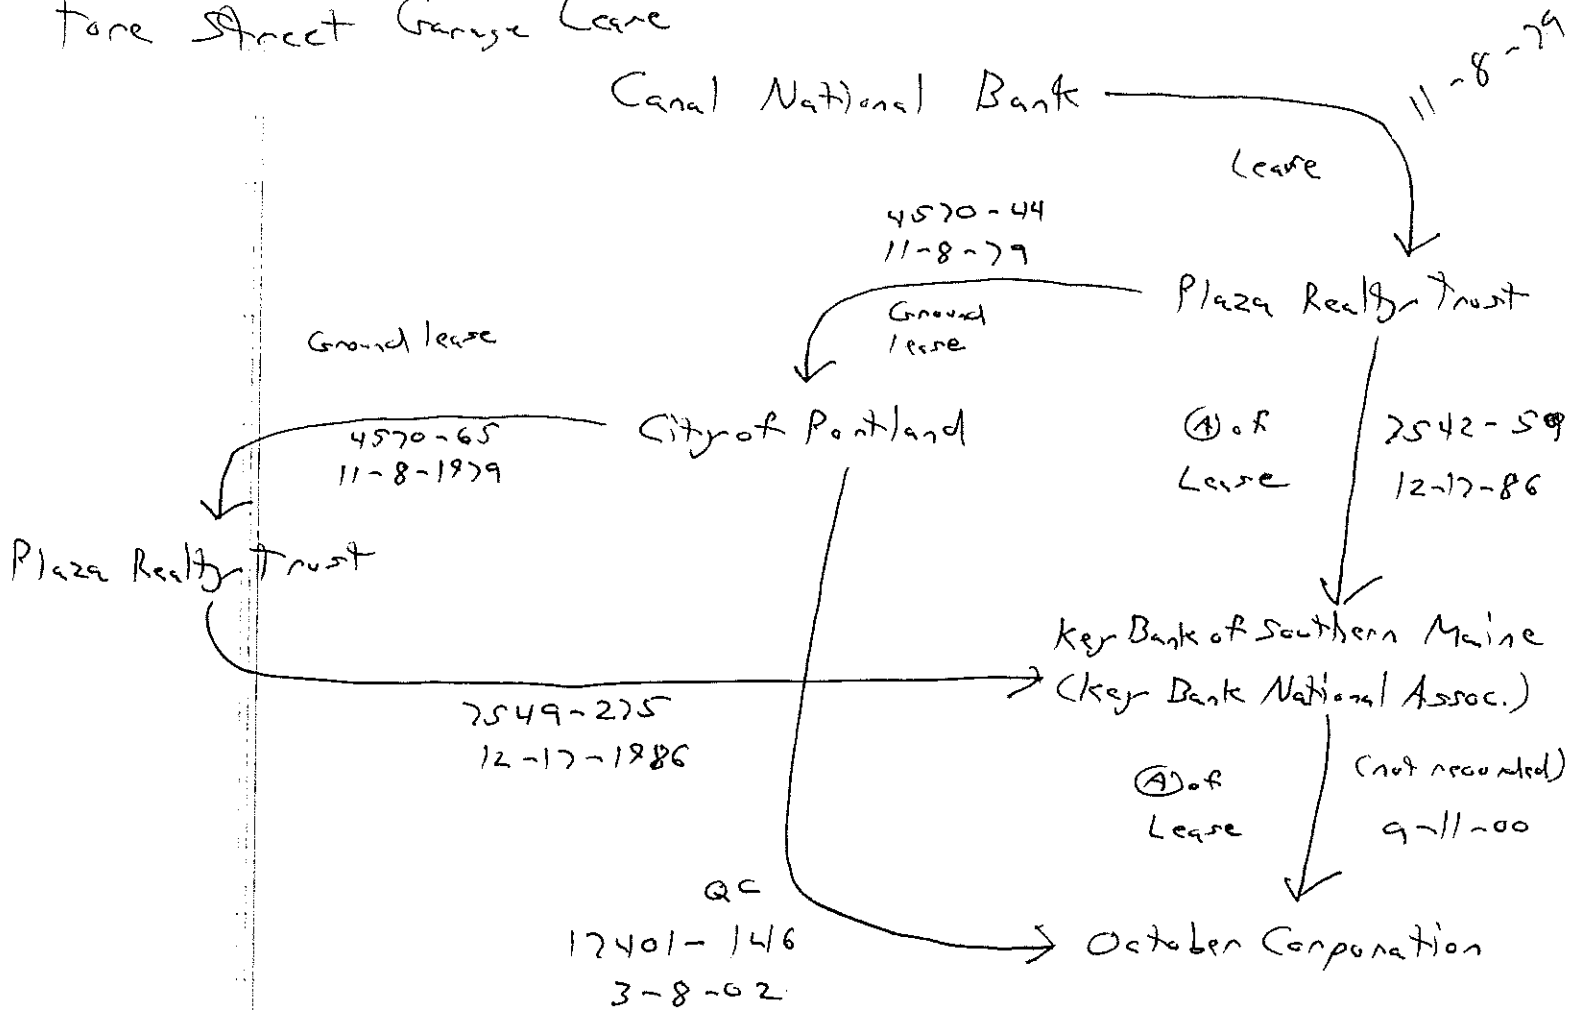 Fore Street Garage Lease
Canal National Bank
11-8-79
Lease
4570-44
11-8-79
Plaza Realty Trust
Ground
lease
Ground lease
City of Portland
4570-65
11-8-1979
Ⓐ of
Lease
7542-59
12-17-86
Plaza Realty Trust
Key Bank of Southern Maine
(Key Bank National Assoc.)
7549-275
12-17-1986
Ⓐ of
Lease
(not recorded)
9-11-00
QC
17401-146
3-8-02
October Corporation